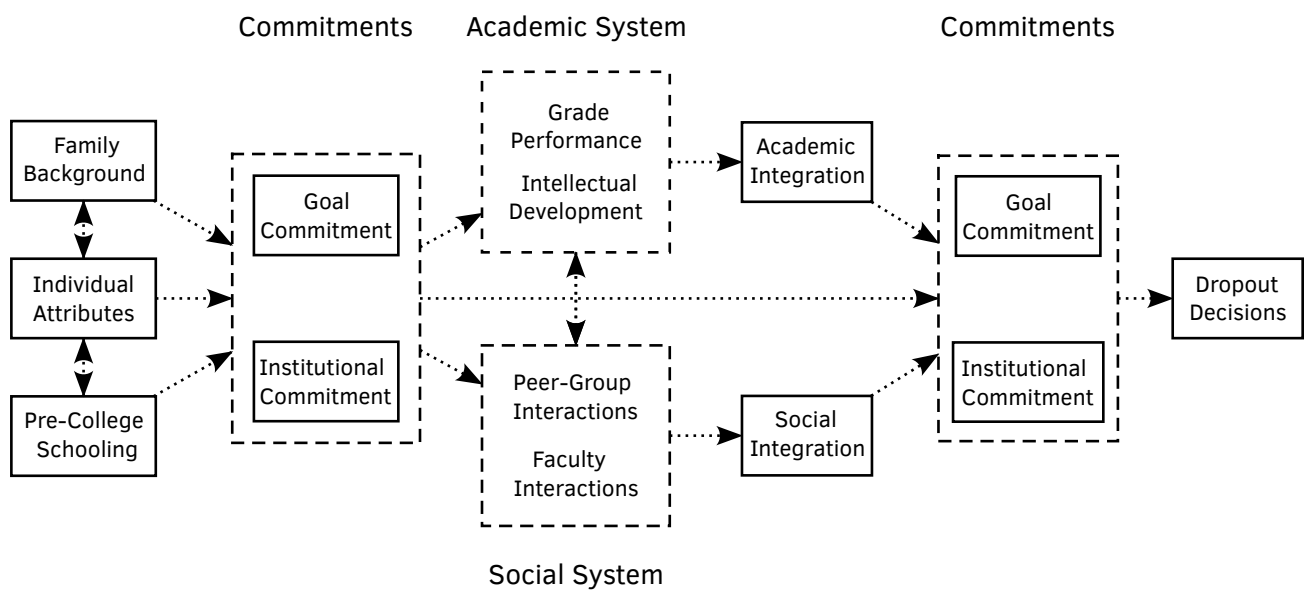 Commitments
Academic System
Commitments
Family
Background
Individual
Attributes
Pre-College
Schooling
Goal
Commitment
Institutional
Commitment
Grade
Performance
Intellectual
Development
Peer-Group
Interactions
Faculty
Interactions
Academic
Integration
Social
Integration
Goal
Commitment
Institutional
Commitment
Dropout
Decisions
Social System